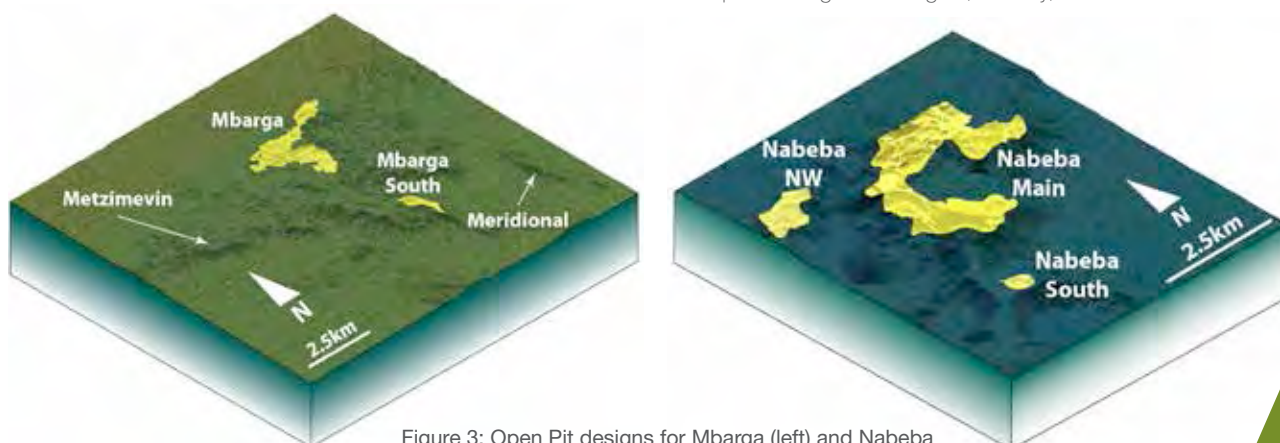 Mbarga
Mbarga
South
Metzimevin
Meridional
N
2.5km
Nabeba
NW
Nabeba
Main
Nabeba
South
N
2.5km
Figure 3: Open Pit designs for Mbarga (left) and Nabeba